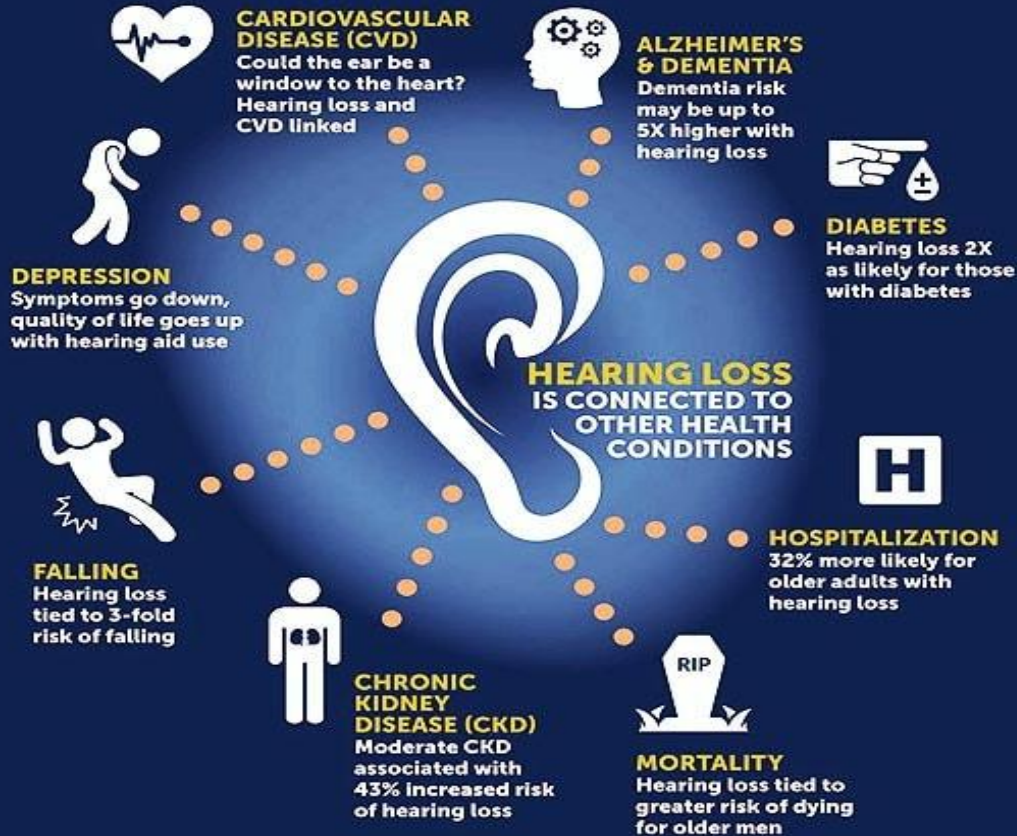 CARDIOVASCULAR
DISEASE (CVD)
Could the ear be a
window to the heart?
Hearing loss and
CVD linked
ALZHEIMER'S
& DEMENTIA
Dementia risk
may be up to
5X higher with
hearing loss
DIABETES
Hearing loss 2X
as likely for those
with diabetes
DEPRESSION
Symptoms go down,
quality of life goes up
with hearing aid use
HEARING LOSS
IS CONNECTED TO
OTHER HEALTH
CONDITIONS
H
HOSPITALIZATION
32% more likely for
older adults with
hearing loss
FALLING
Hearing loss
tied to 3-fold
risk of falling
CHRONIC
KIDNEY
DISEASE (CKD)
Moderate CKD
associated with
43% increased risk
of hearing loss
RIP
MORTALITY
Hearing loss tied to
greater risk of dying
for older men